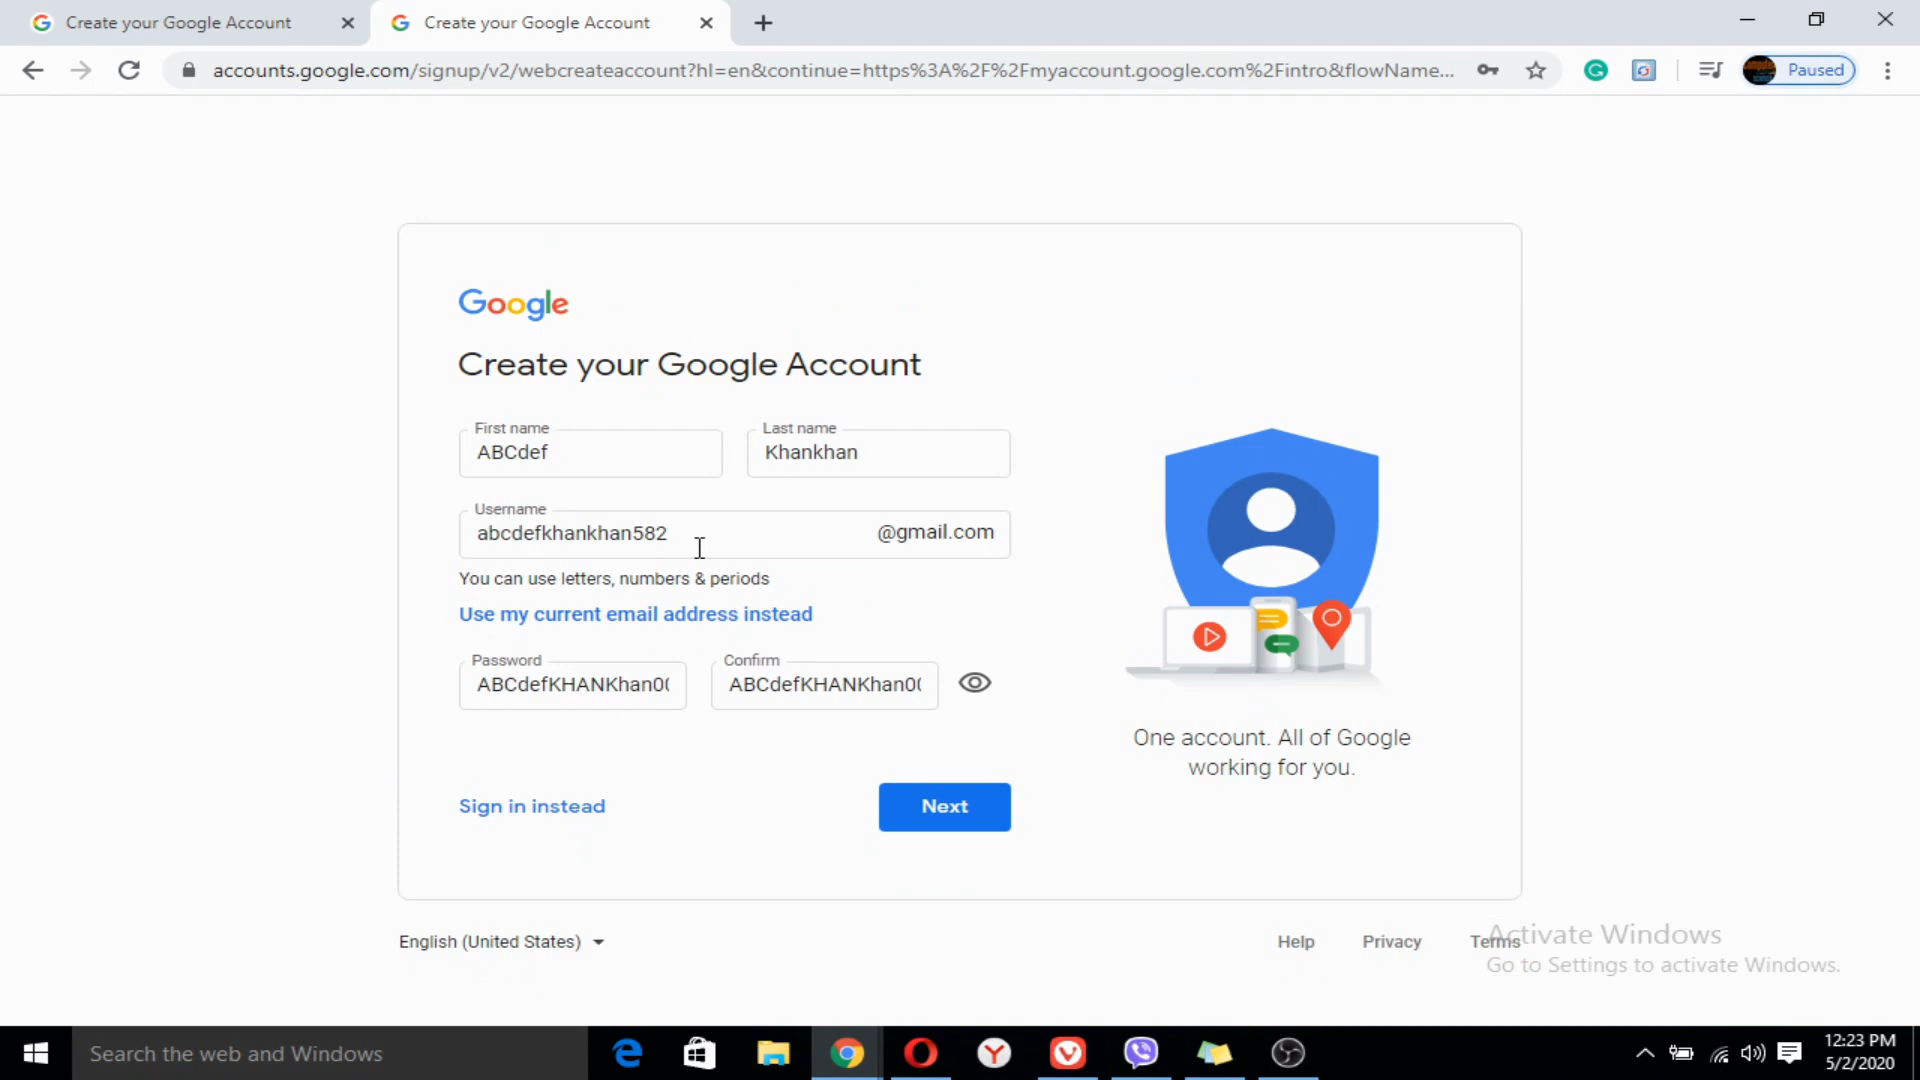 Create your Google Account
Create your Google Account
accounts.google.com/signup/v2/webcreateaccount?hl=en&continue=https%3A%2F%2Fmyaccount.google.com%2Fintro&flowName...
Paused
Google
Create your Google Account
First name
Last name
ABCdef
Khankhan
Username
abcdefkhankhan582
@gmail.com
You can use letters, numbers & periods
Use my current email address instead
Password
Confirm
ABCdefKHANKhan0(
ABCdefKHANKhan0(
One account. All of Google
working for you.
Sign in instead
Next
English (United States)
Help
Privacy
Terms
Activate Windows
Go to Settings to activate Windows.
Search the web and Windows
12:23 PM
5/2/2020